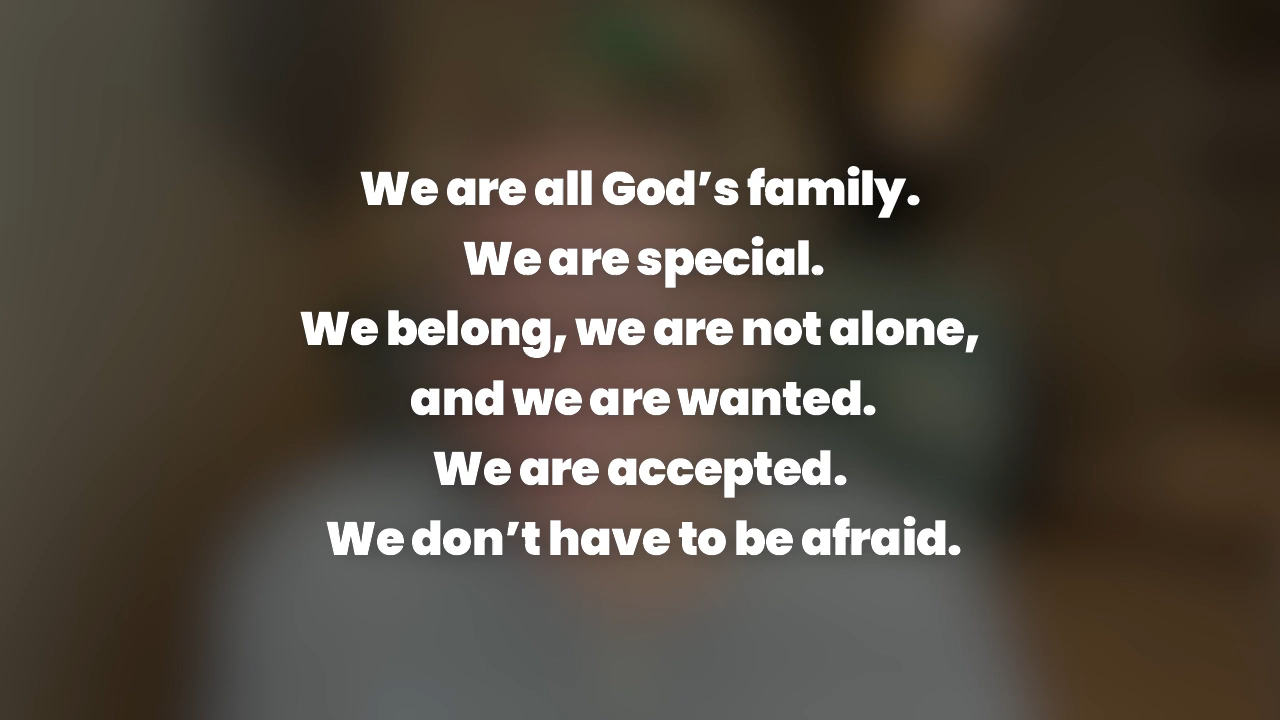 We are all God’s family.
We are special.
We belong, we are not alone,
and we are wanted.
We are accepted.
We don’t have to be afraid.